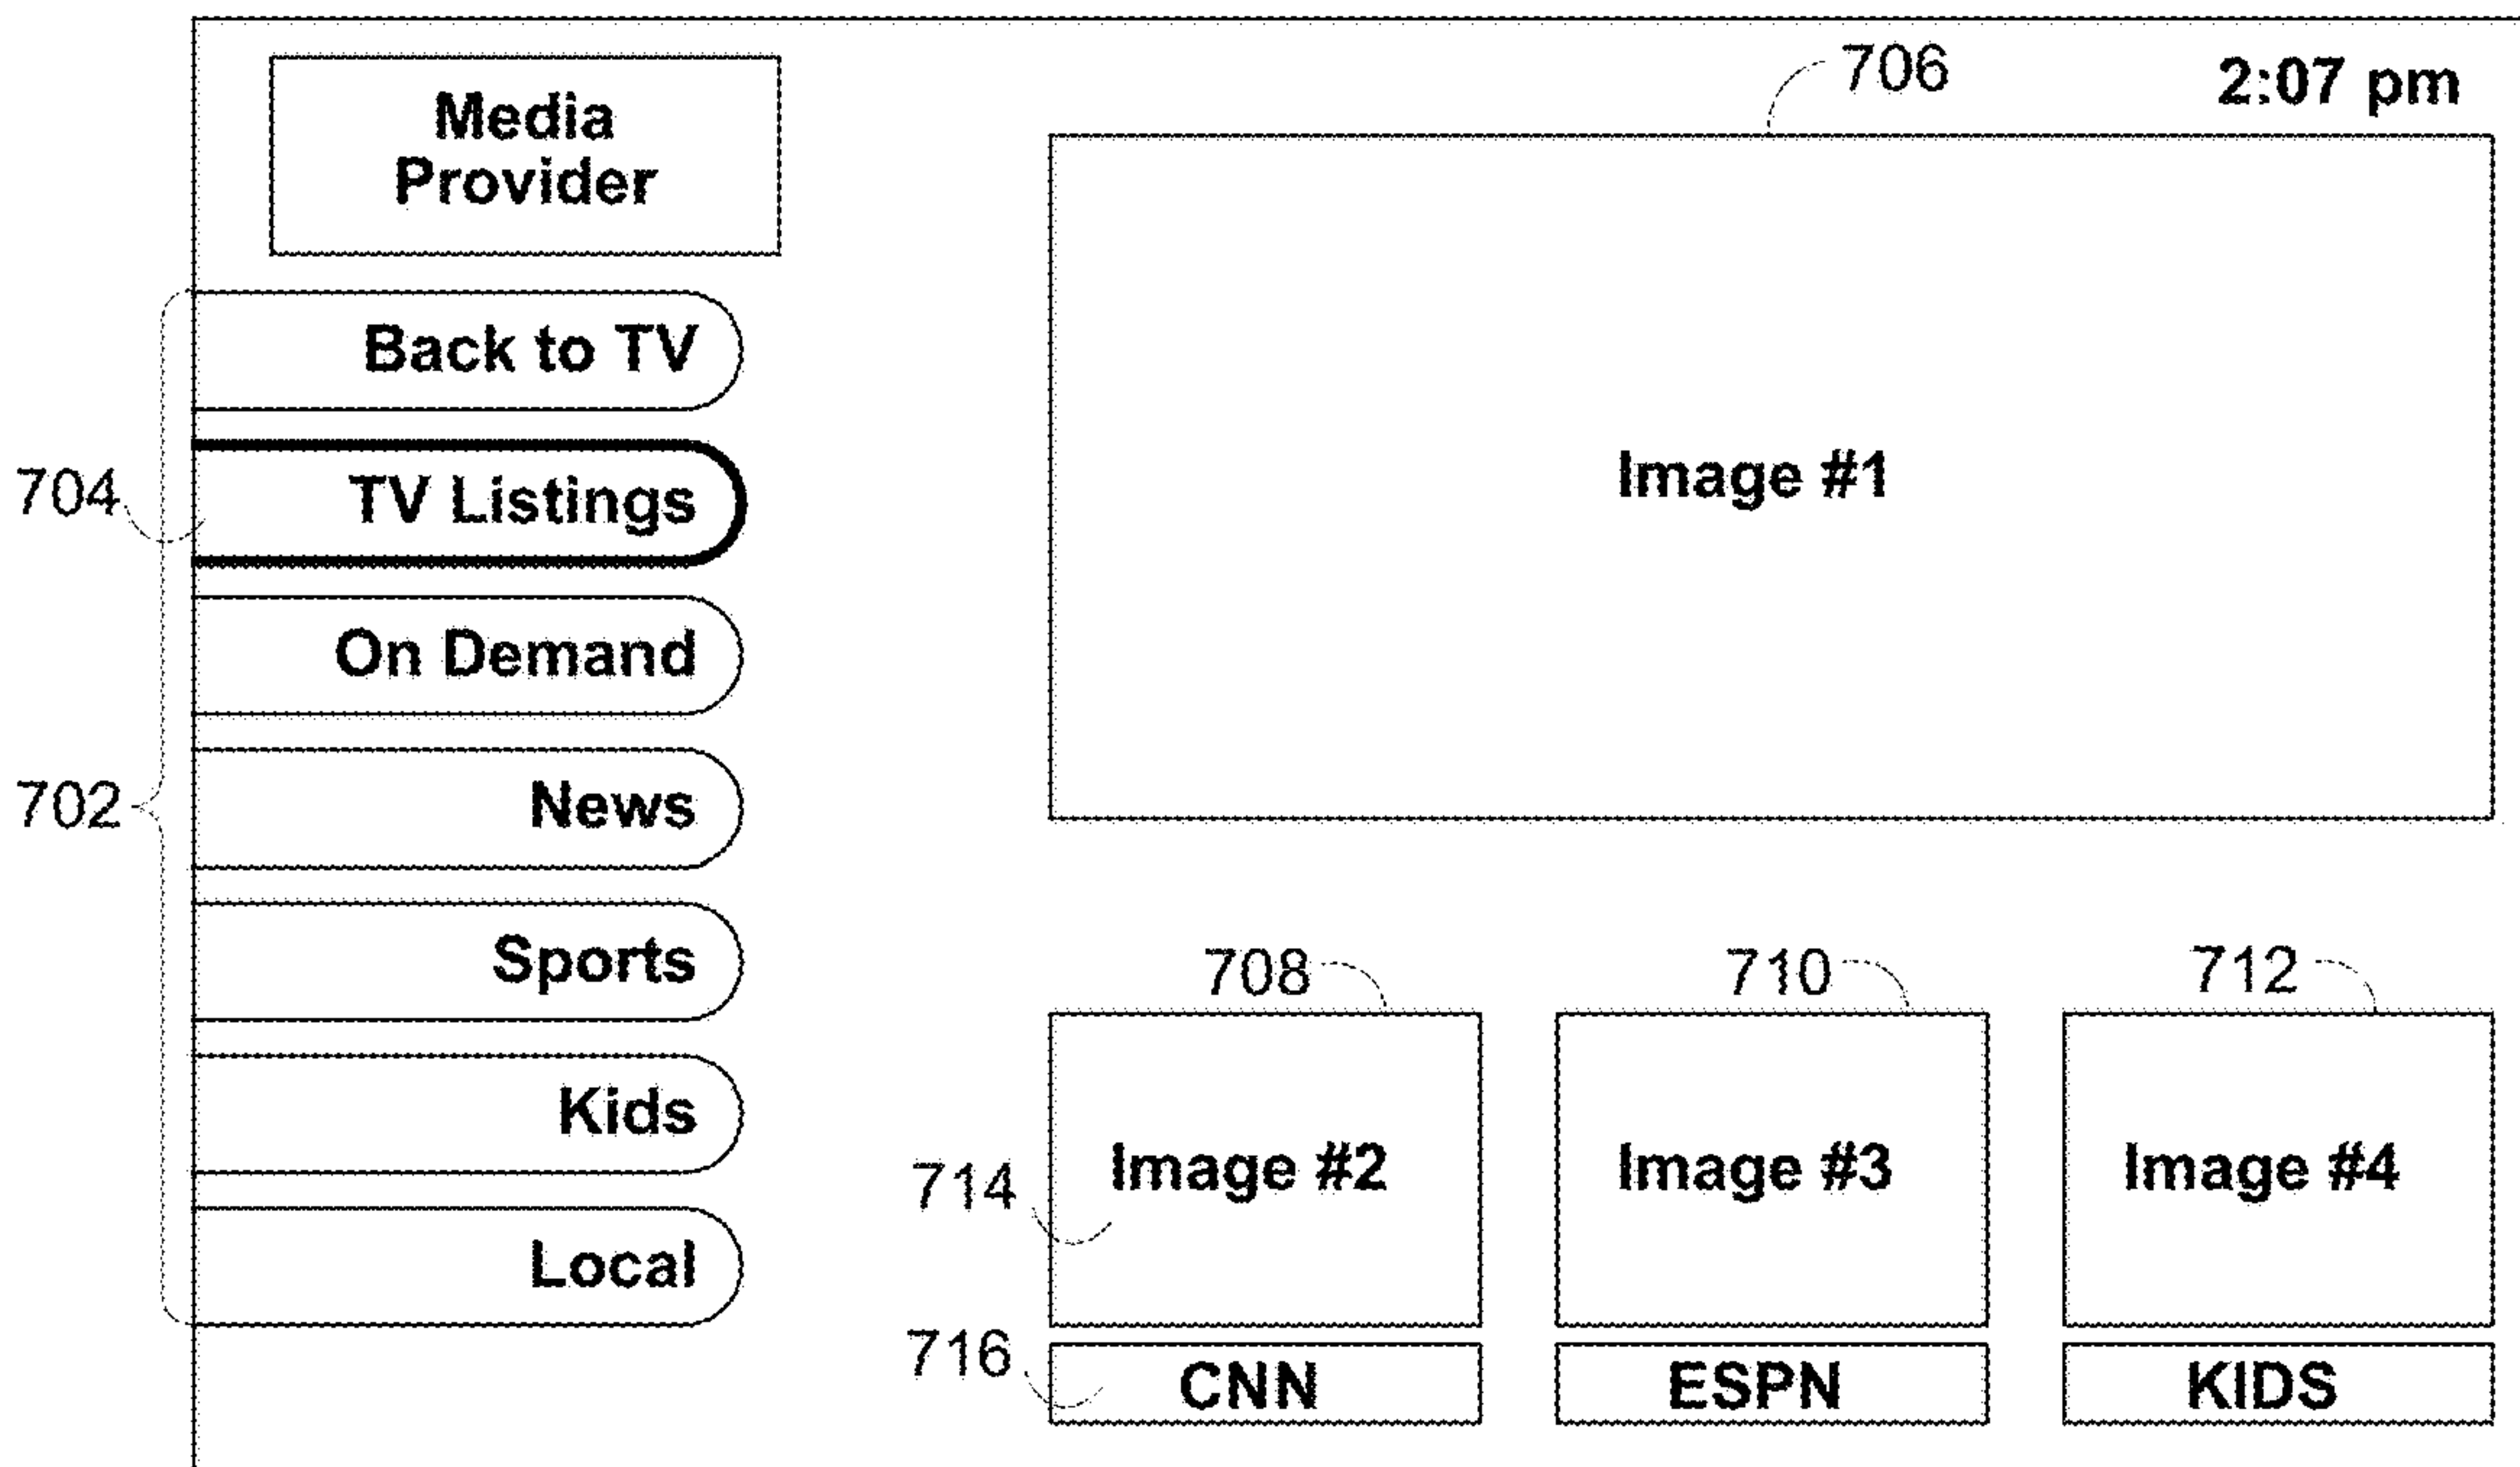 706
2:07 pm
Media
Provider
Back to TV
704
TV Listings
Image #1
On Demand
702
News
Sports
708
710
712
Kids
714
Image #2
Image #3
Image #4
Local
716
CNN
ESPN
KIDS